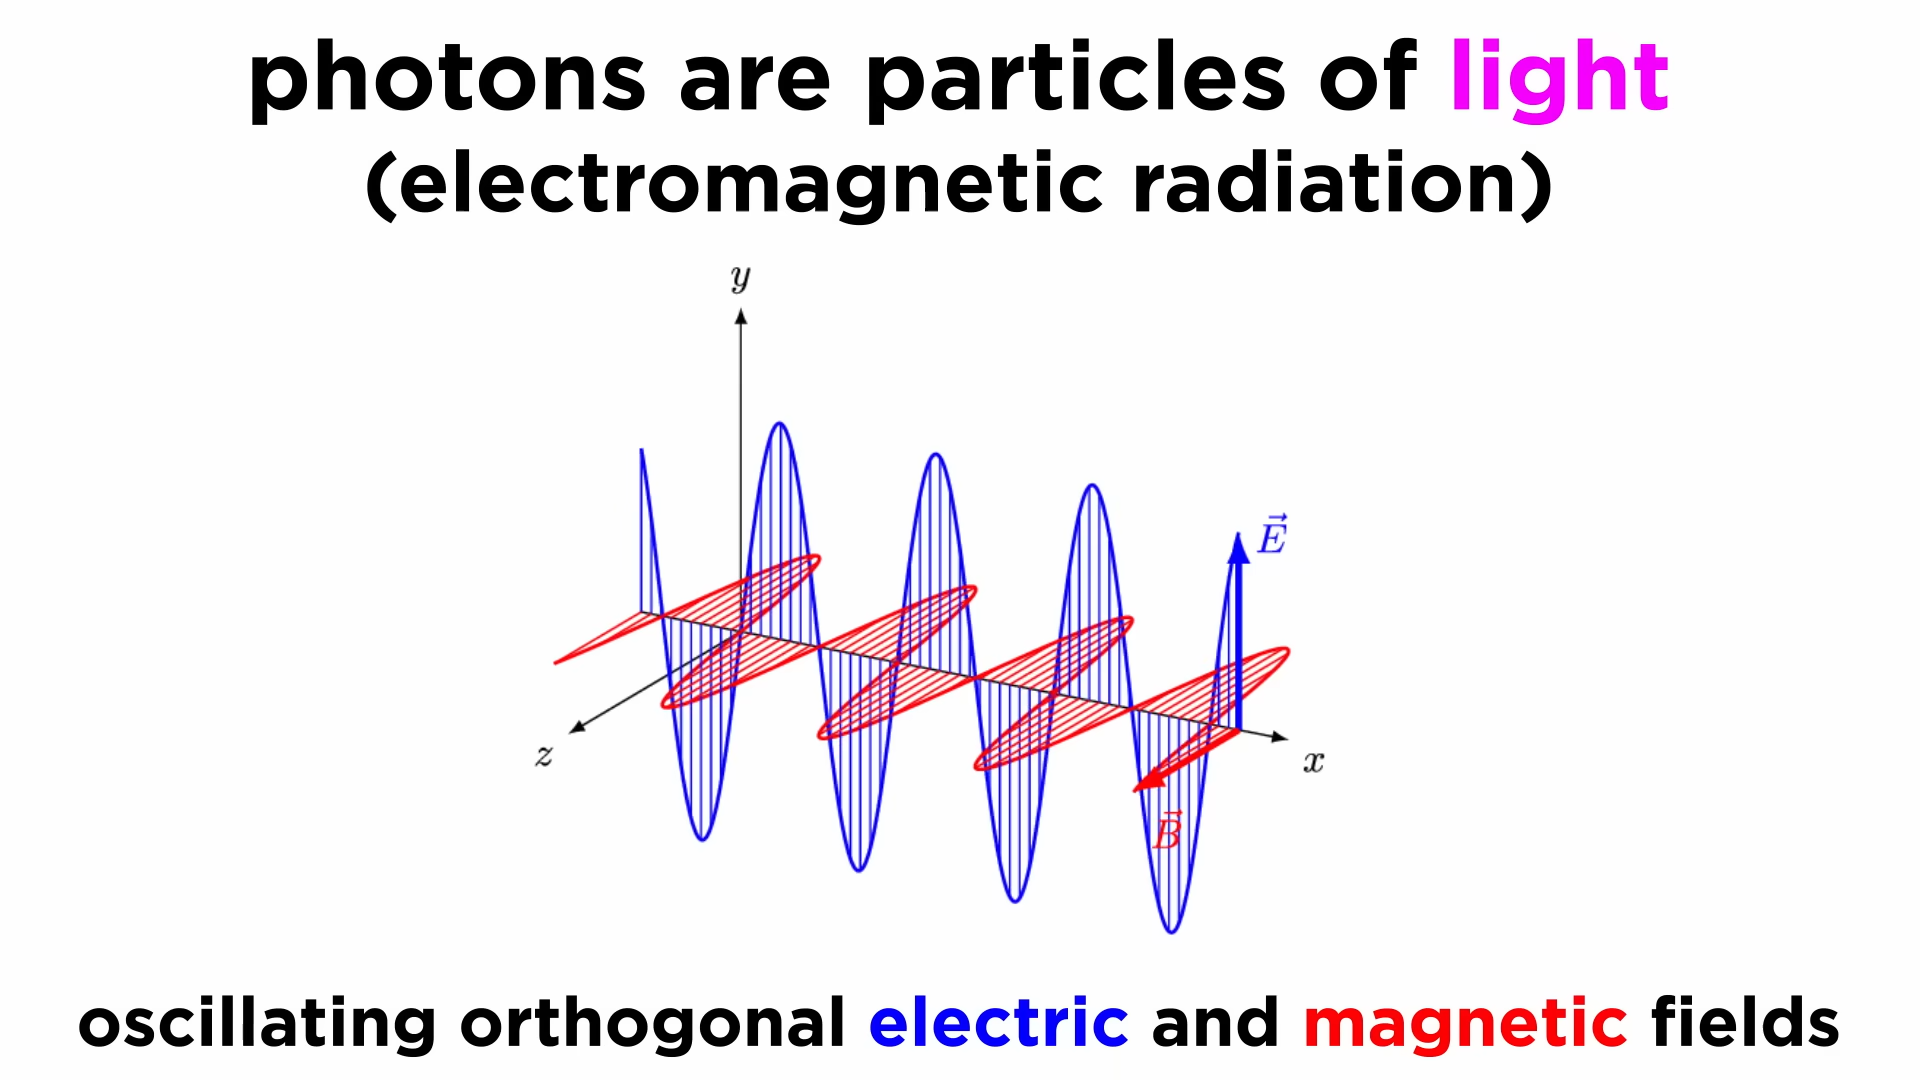 photons are particles of light
(electromagnetic radiation)
y
E⃗
z
x
B⃗
oscillating orthogonal electric and magnetic fields